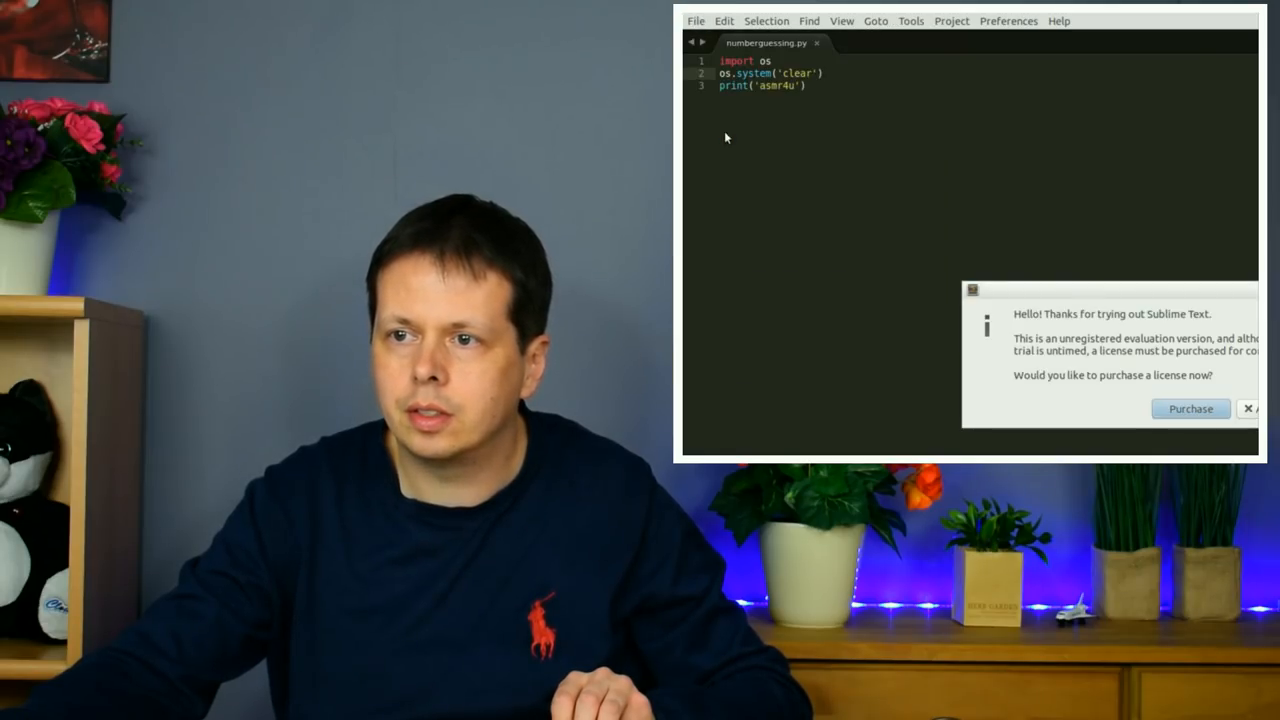 File Edit Selection Find View Goto Tools Project Preferences Help
numberguessing.py ×
1 import os
2 os.system('clear')
3 print('asmr4u')
Hello! Thanks for trying out Sublime Text.
This is an unregistered evaluation version, and
trial is untimed, a license must be purchased for
Would you like to purchase a license now?
Purchase
HERB GARDEN